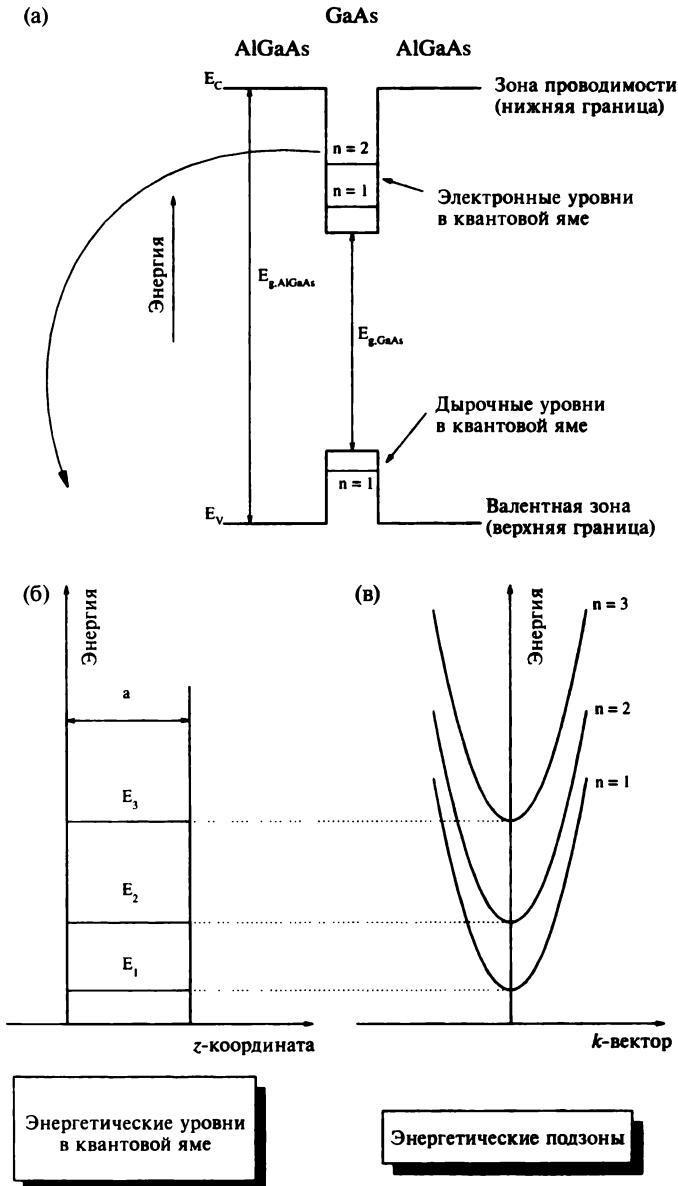 (а)
GaAs
AlGaAs
AlGaAs
E_C
Зона проводимости
(нижняя граница)
n = 2
n = 1
Электронные уровни
в квантовой яме
Энергия
E_g,AlGaAs
E_g,GaAs
Дырочные уровни
в квантовой яме
n = 1
E_V
Валентная зона
(верхняя граница)
(б)
Энергия
a
E_3
E_2
E_1
z-координата
Энергетические уровни
в квантовой яме
(в)
Энергия
n = 3
n = 2
n = 1
k-вектор
Энергетические подзоны